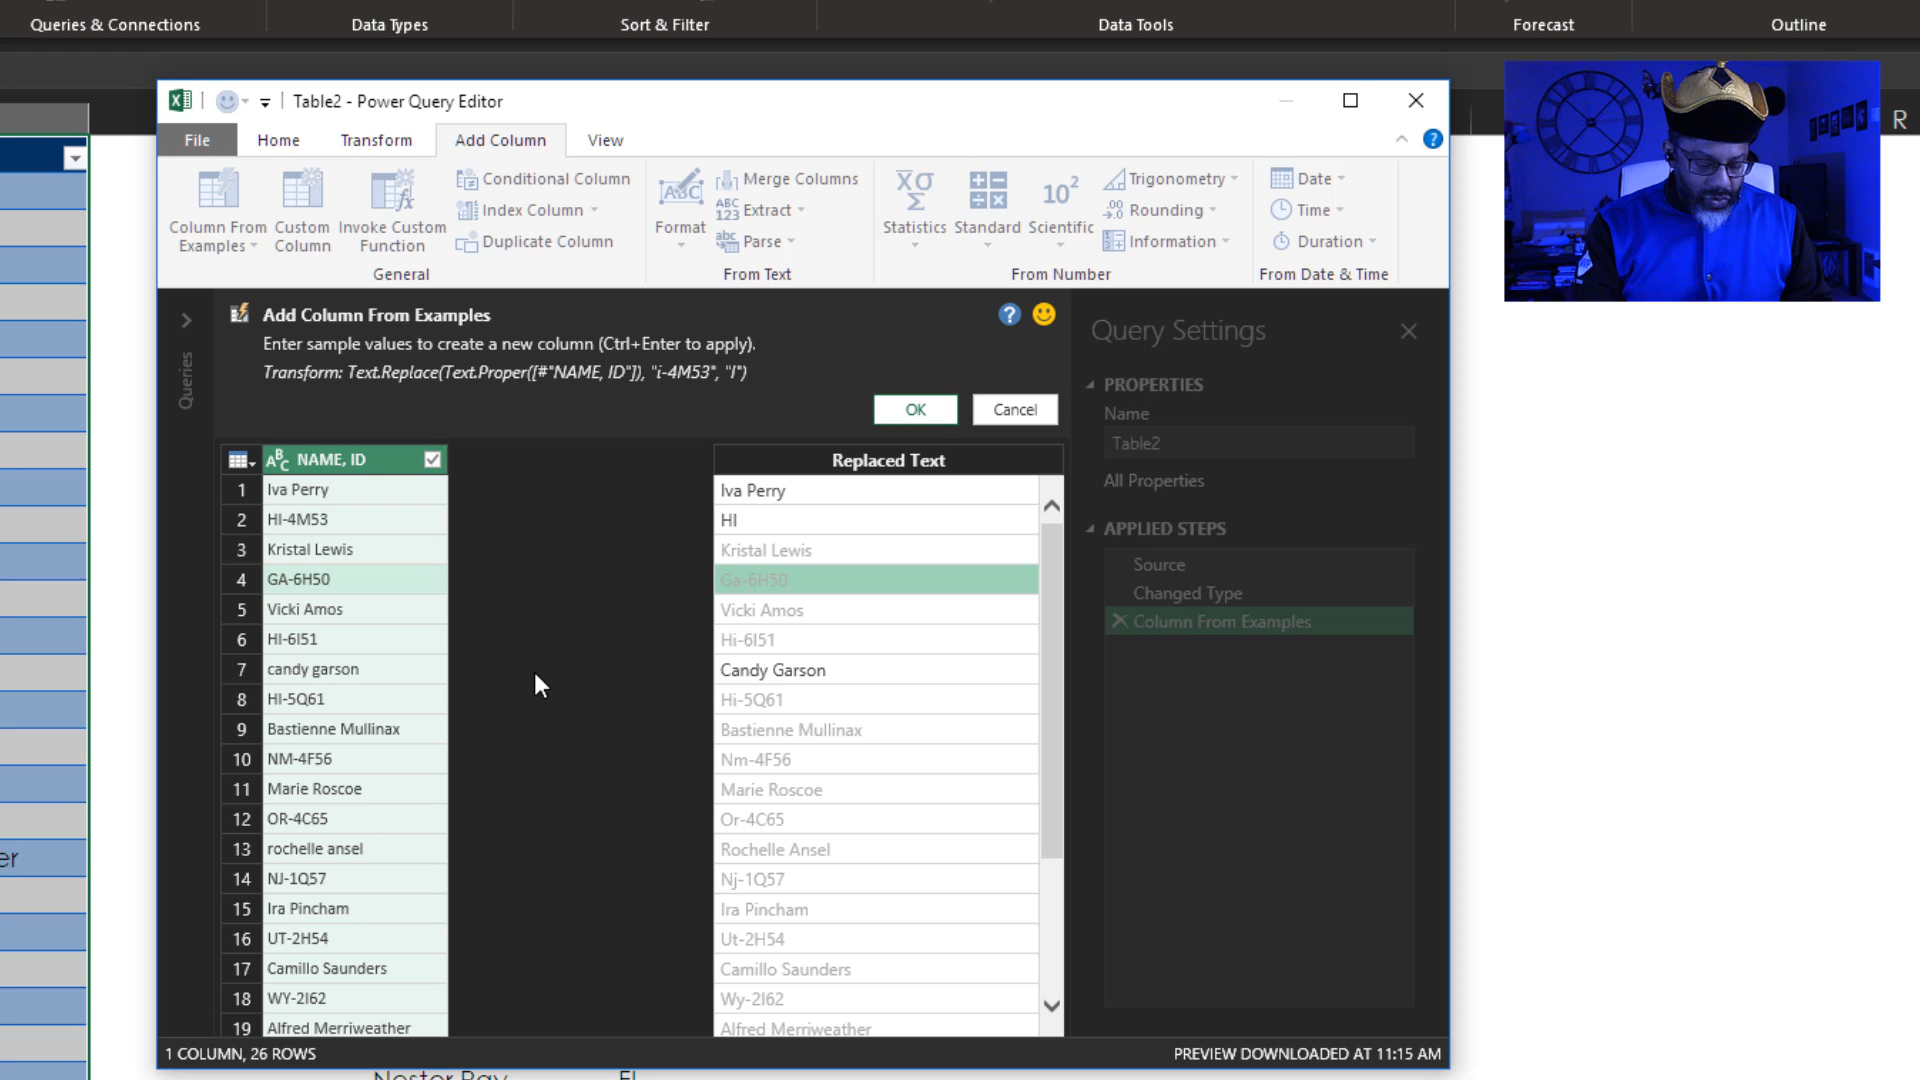 Queries & Connections
Data Types
Sort & Filter
Data Tools
Forecast
Outline
Table2 - Power Query Editor
R
File
Home
Transform
Add Column
View
Column From
Examples
Custom
Column
Invoke Custom
Function
Conditional Column
Index Column
Duplicate Column
General
Format
Merge Columns
Extract
Parse
From Text
Statistics
Standard
Scientific
Trigonometry
Rounding
Information
From Number
Date
Time
Duration
From Date & Time
Queries
Add Column From Examples
Enter sample values to create a new column (Ctrl+Enter to apply).
Transform: Text.Replace(Text.Proper([#"NAME, ID"]), "i-4M53", "I")
OK
Cancel
NAME, ID
Replaced Text
1 Iva Perry Iva Perry
2 HI-4M53 HI
3 Kristal Lewis Kristal Lewis
4 GA-6H50 Ga-6H50
5 Vicki Amos Vicki Amos
6 HI-6I51 Hi-6I51
7 candy garson Candy Garson
8 HI-5Q61 Hi-5Q61
9 Bastienne Mullinax Bastienne Mullinax
10 NM-4F56 Nm-4F56
11 Marie Roscoe Marie Roscoe
12 OR-4C65 Or-4C65
13 rochelle ansel Rochelle Ansel
14 NJ-1Q57 Nj-1Q57
15 Ira Pincham Ira Pincham
16 UT-2H54 Ut-2H54
17 Camillo Saunders Camillo Saunders
18 WY-2I62 Wy-2I62
19 Alfred Merriweather Alfred Merriweather
Query Settings
PROPERTIES
Name
Table2
All Properties
APPLIED STEPS
Source
Changed Type
Column From Examples
er
1 COLUMN, 26 ROWS
PREVIEW DOWNLOADED AT 11:15 AM